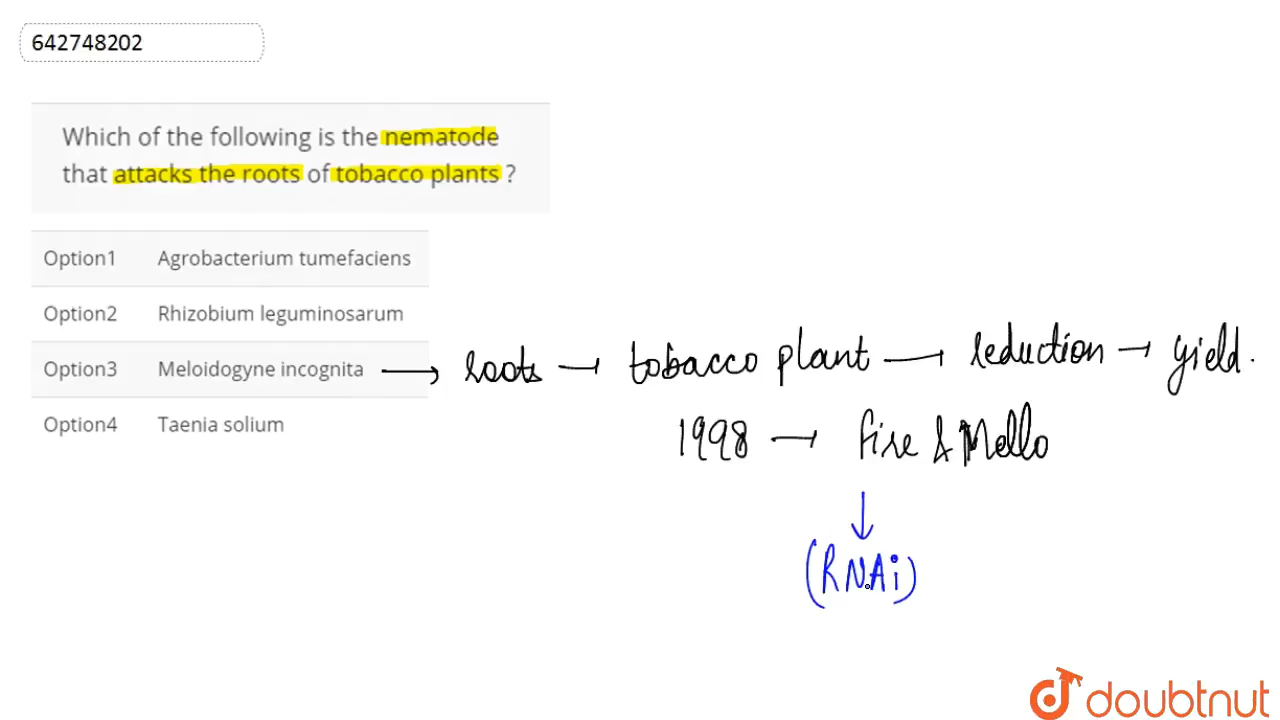 642748202
Which of the following is the nematode
that attacks the roots of tobacco plants ?
Option1 Agrobacterium tumefaciens
Option2 Rhizobium leguminosarum
Option3 Meloidogyne incognita → roots → tobacco plant → reduction → yield.
Option4 Taenia solium
1998 → Fire & Mello
↓
(RNAi)
doubtnut